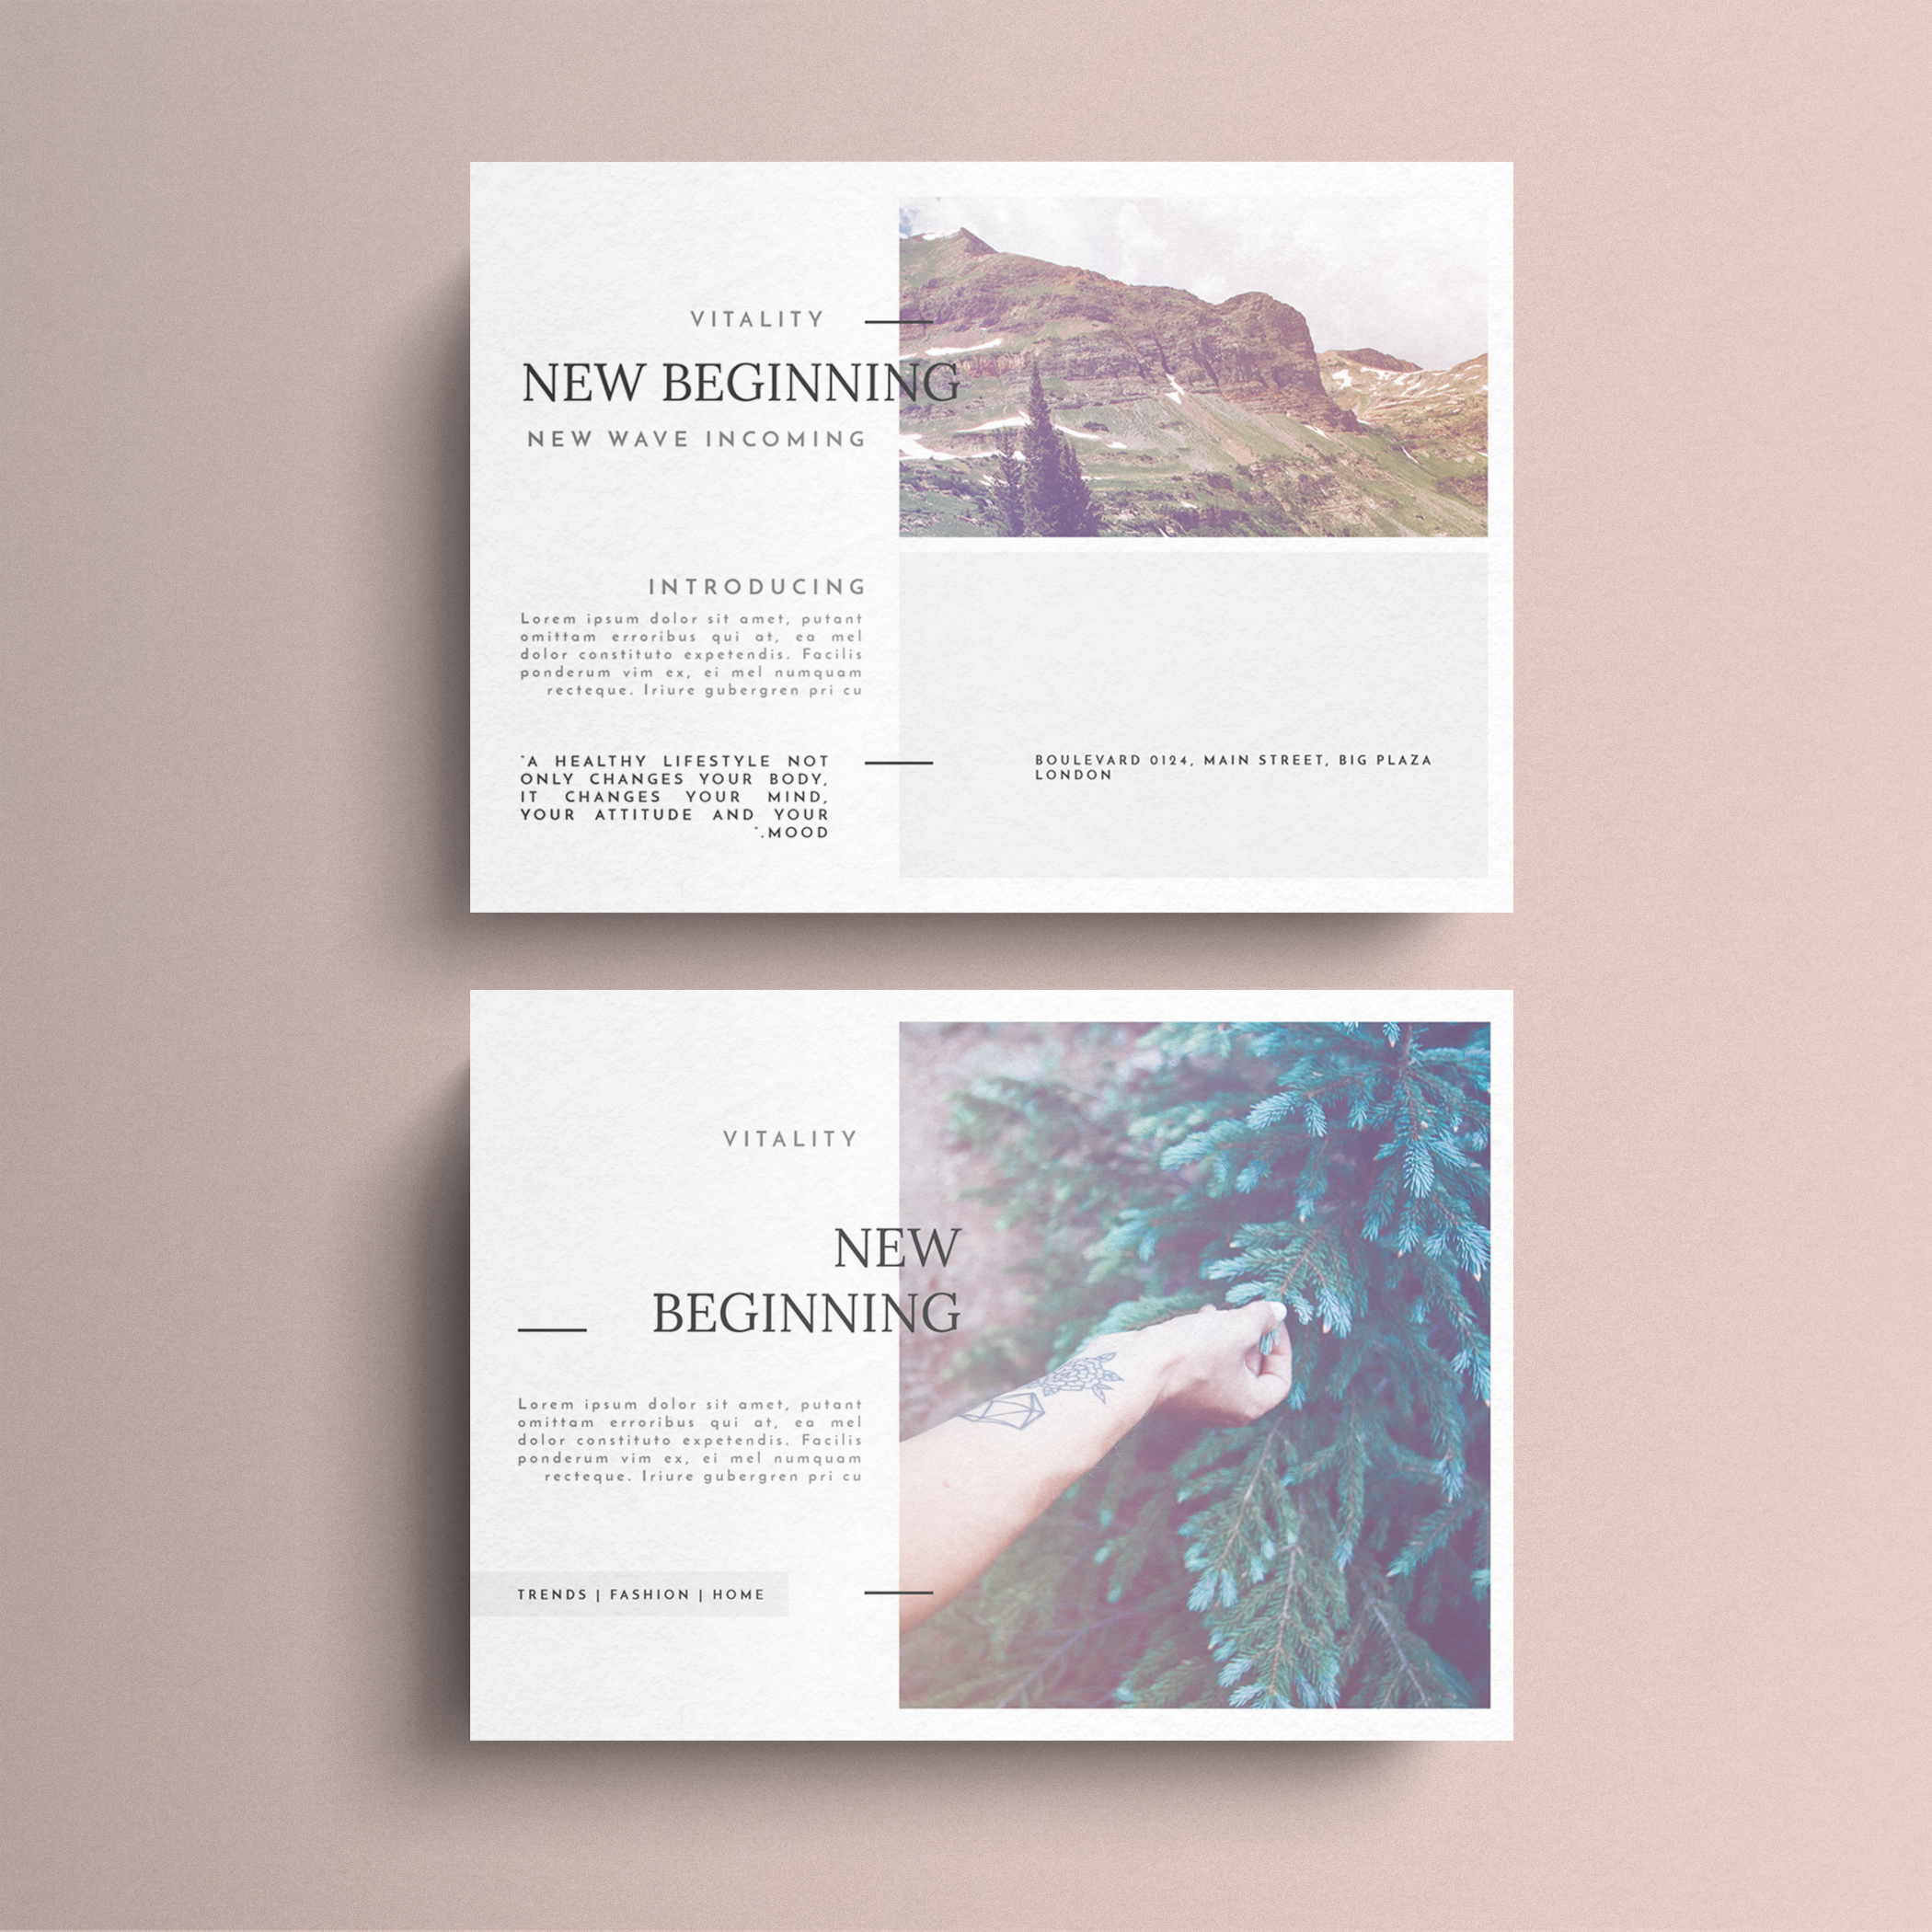 VITALITY
NEW BEGINNING
NEW WAVE INCOMING
INTRODUCING
Lorem ipsum dolor sit amet, putant
omittam erroribus qui at, ea mel
dolor constituto expetendis. Facilis
ponderum vim ex, ei mel numquam
recteque. Iriure gubergren pri cu
"A HEALTHY LIFESTYLE NOT
ONLY CHANGES YOUR BODY,
IT CHANGES YOUR MIND,
YOUR ATTITUDE AND YOUR
".MOOD
BOULEVARD 0124, MAIN STREET, BIG PLAZA
LONDON
VITALITY
NEW
BEGINNING
Lorem ipsum dolor sit amet, putant
omittam erroribus qui at, ea mel
dolor constituto expetendis. Facilis
ponderum vim ex, ei mel numquam
recteque. Iriure gubergren pri cu
TRENDS | FASHION | HOME